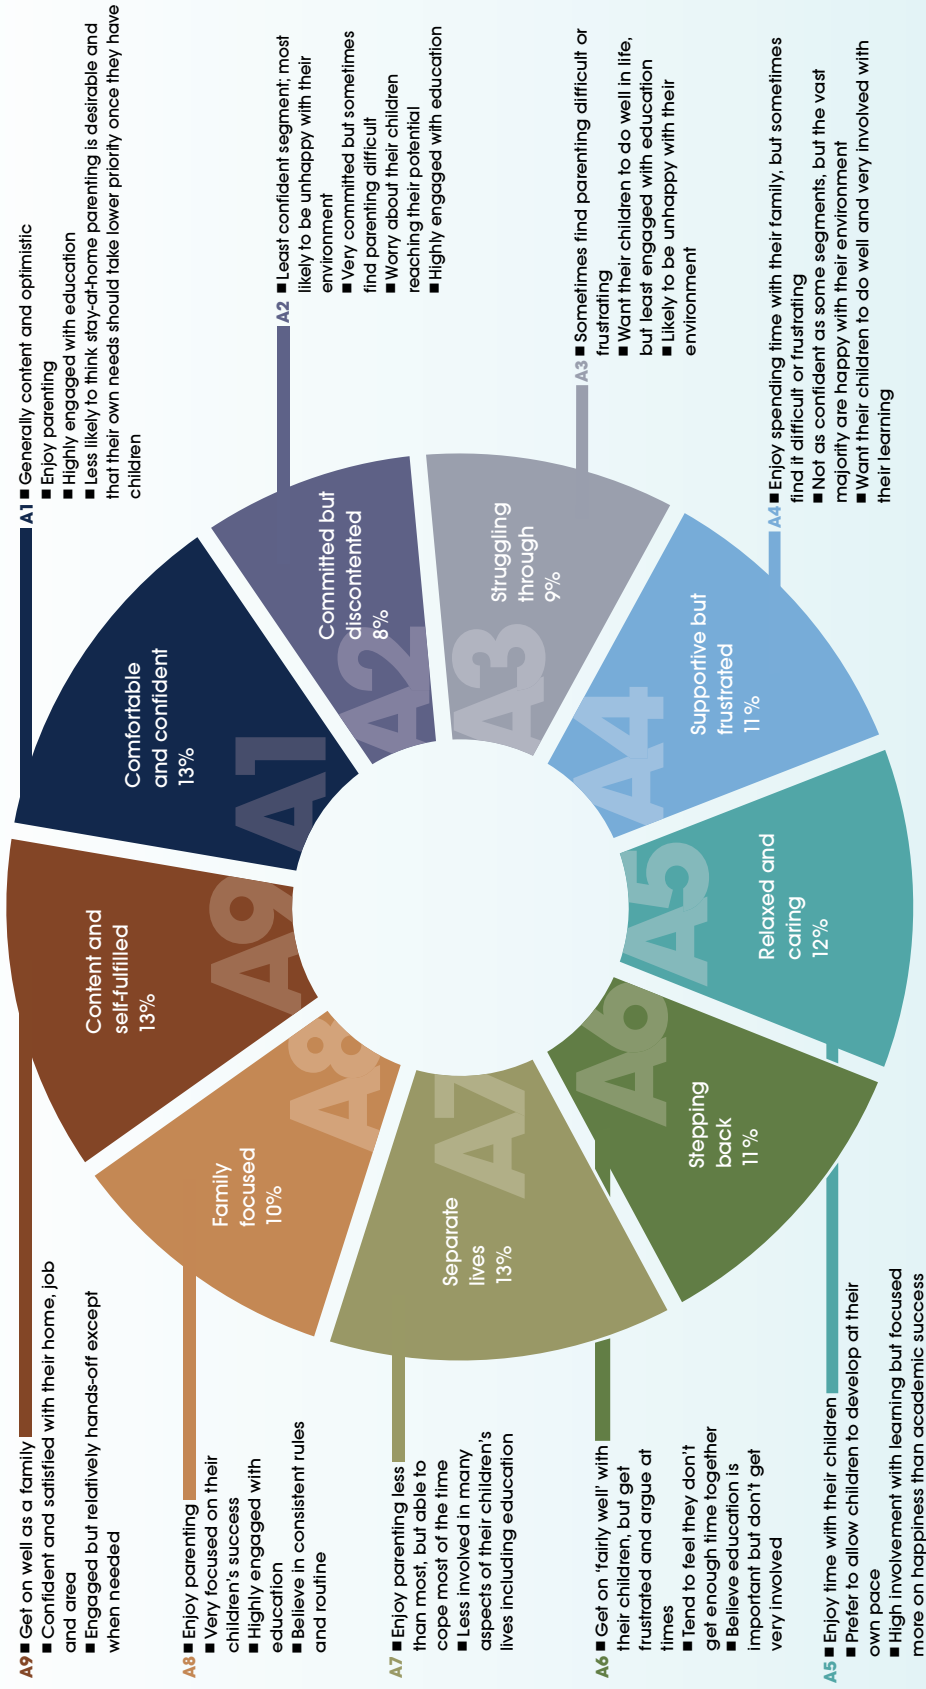 A1 ■ Generally content and optimistic
■ Enjoy parenting
■ Highly engaged with education
■ Less likely to think stay-at-home parenting is desirable and
that their own needs should take lower priority once they have
children
A2 ■ Least confident segment; most
likely to be unhappy with their
environment
■ Very committed but sometimes
find parenting difficult
■ Worry about their children
reaching their potential
■ Highly engaged with education
A3 ■ Sometimes find parenting difficult or
frustrating
■ Want their children to do well in life,
but least engaged with education
■ Likely to be unhappy with their
environment
A4 ■ Enjoy spending time with their family, but sometimes
find it difficult or frustrating
■ Not as confident as some segments, but the vast
majority are happy with their environment
■ Want their children to do well and very involved with
their learning
Comfortable
and confident
13%
A1
Committed but
discontented
8%
A2
Struggling
through
9%
A3
Supportive but
frustrated
11%
A4
Relaxed and
caring
12%
A5
Stepping
back
11%
A6
Separate
lives
13%
A7
Family
focused
10%
A8
Content and
self-fulfilled
13%
A9
A9 ■ Get on well as a family
■ Confident and satisfied with their home, job
and area
■ Engaged but relatively hands-off except
when needed
A8 ■ Enjoy parenting
■ Very focused on their
children's success
■ Highly engaged with
education
■ Believe in consistent rules
and routine
A7 ■ Enjoy parenting less
than most, but able to
cope most of the time
■ Less involved in many
aspects of their children's
lives including education
A6 ■ Get on 'fairly well' with
their children, but get
frustrated and argue at
times
■ Tend to feel they don't
get enough time together
■ Believe education is
important but don't get
very involved
A5 ■ Enjoy time with their children
■ Prefer to allow children to develop at their
own pace
■ High involvement with learning but focused
more on happiness than academic success